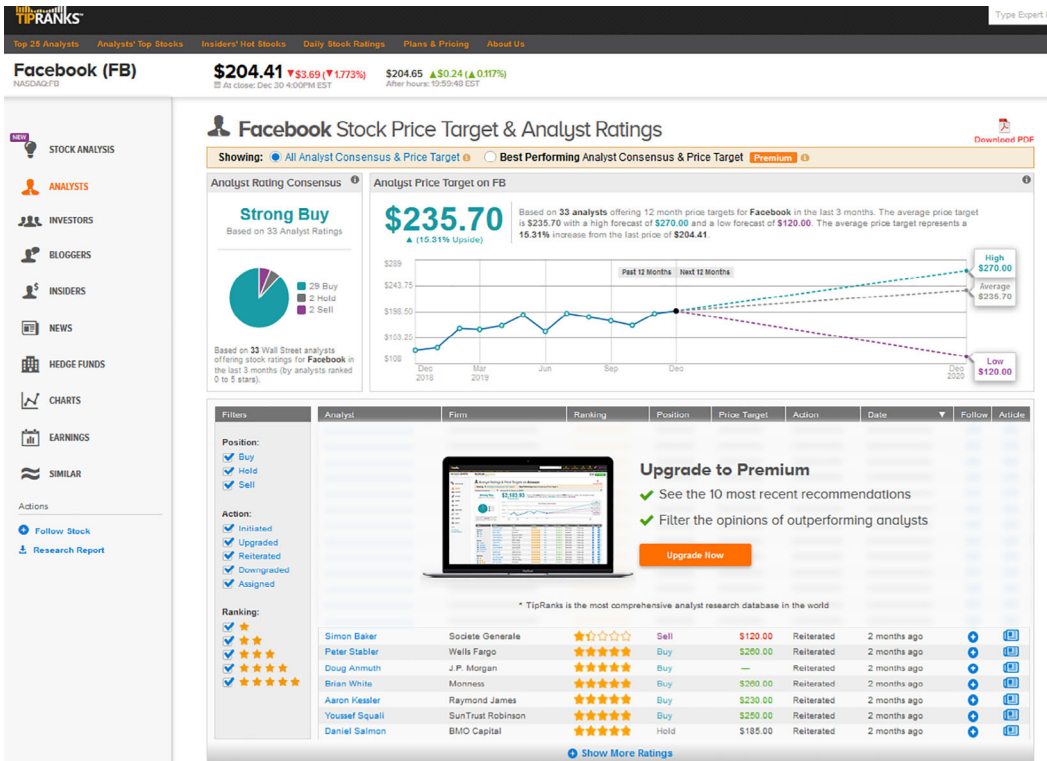 TIPRANKS
Type Expert
Top 25 Analysts Analysts' Top Stocks Insiders' Hot Stocks Daily Stock Ratings Plans & Pricing About Us
Facebook (FB)
NASDAQ:FB
$204.41 ▼$3.69 (▼1.773%)
At close: Dec 30 4:00PM EST
$204.65 ▲$0.24 (▲0.117%)
After hours: 19:59:48 EST
NEW
STOCK ANALYSIS
ANALYSTS
INVESTORS
BLOGGERS
INSIDERS
NEWS
HEDGE FUNDS
CHARTS
EARNINGS
SIMILAR
Actions
Follow Stock
Research Report
Facebook Stock Price Target & Analyst Ratings
Download PDF
Showing: All Analyst Consensus & Price Target Best Performing Analyst Consensus & Price Target Premium
Analyst Rating Consensus
Strong Buy
Based on 33 Analyst Ratings
29 Buy
2 Hold
2 Sell
Based on 33 Wall Street analysts
offering stock ratings for Facebook in
the last 3 months (by analysts ranked
0 to 5 stars).
Analyst Price Target on FB
$235.70
▲ (15.31% Upside)
Based on 33 analysts offering 12 month price targets for Facebook in the last 3 months. The average price target
is $235.70 with a high forecast of $270.00 and a low forecast of $120.00. The average price target represents a
15.31% increase from the last price of $204.41.
$289
$243.75
$198.50
$153.25
$108
Past 12 Months Next 12 Months
High
$270.00
Average
$235.70
Low
$120.00
Dec
2018
Mar
2019
Jun
Sep
Dec
Dec
2020
Filters Analyst Firm Ranking Position Price Target Action Date ▼ Follow Article
Position:
Buy
Hold
Sell
Action:
Initiated
Upgraded
Reiterated
Downgraded
Assigned
Ranking:
Upgrade to Premium
See the 10 most recent recommendations
Filter the opinions of outperforming analysts
Upgrade Now
* TipRanks is the most comprehensive analyst research database in the world
Simon Baker Societe Generale Sell $120.00 Reiterated 2 months ago
Peter Stabler Wells Fargo Buy $260.00 Reiterated 2 months ago
Doug Anmuth J.P. Morgan Buy — Reiterated 2 months ago
Brian White Monness Buy $260.00 Reiterated 2 months ago
Aaron Kessler Raymond James Buy $230.00 Reiterated 2 months ago
Youssef Squali SunTrust Robinson Buy $250.00 Reiterated 2 months ago
Daniel Salmon BMO Capital Hold $185.00 Reiterated 2 months ago
Show More Ratings